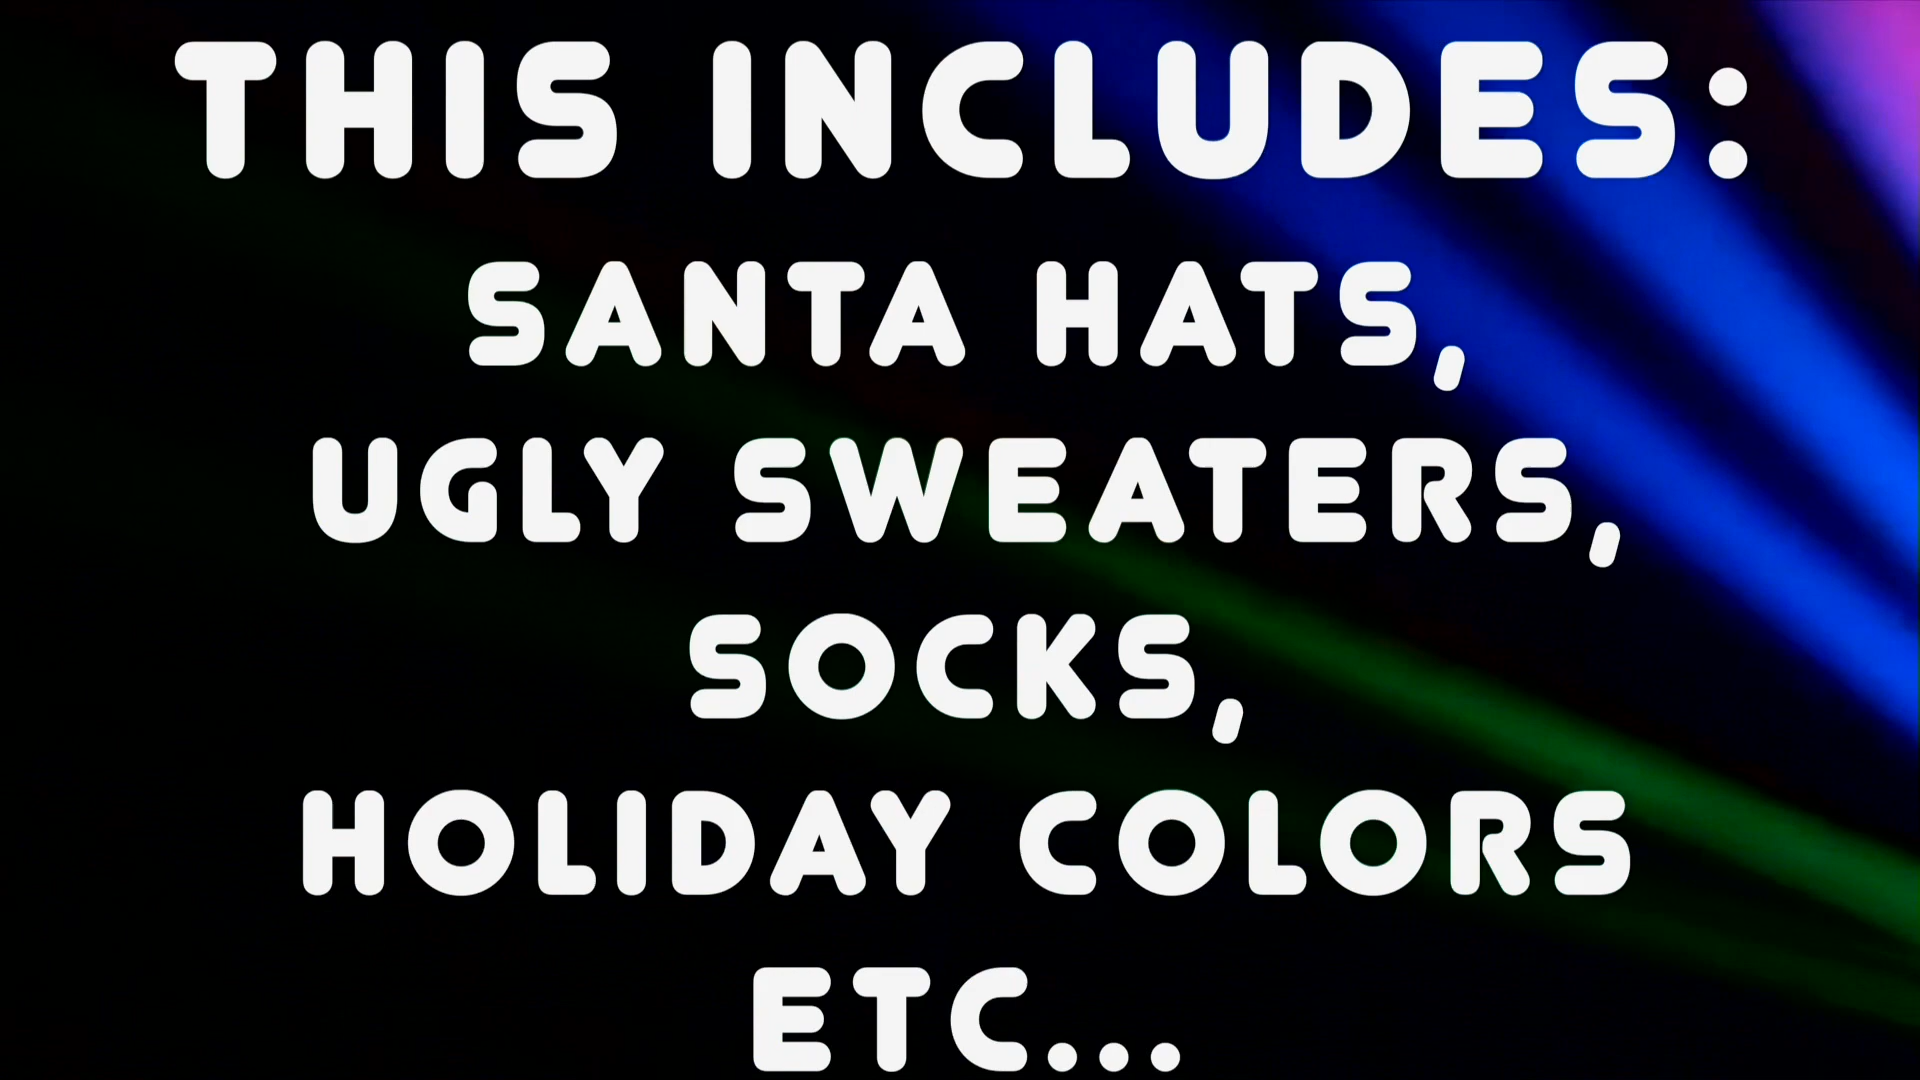 THIS INCLUDES:
SANTA HATS,
UGLY SWEATERS,
SOCKS,
HOLIDAY COLORS
ETC...